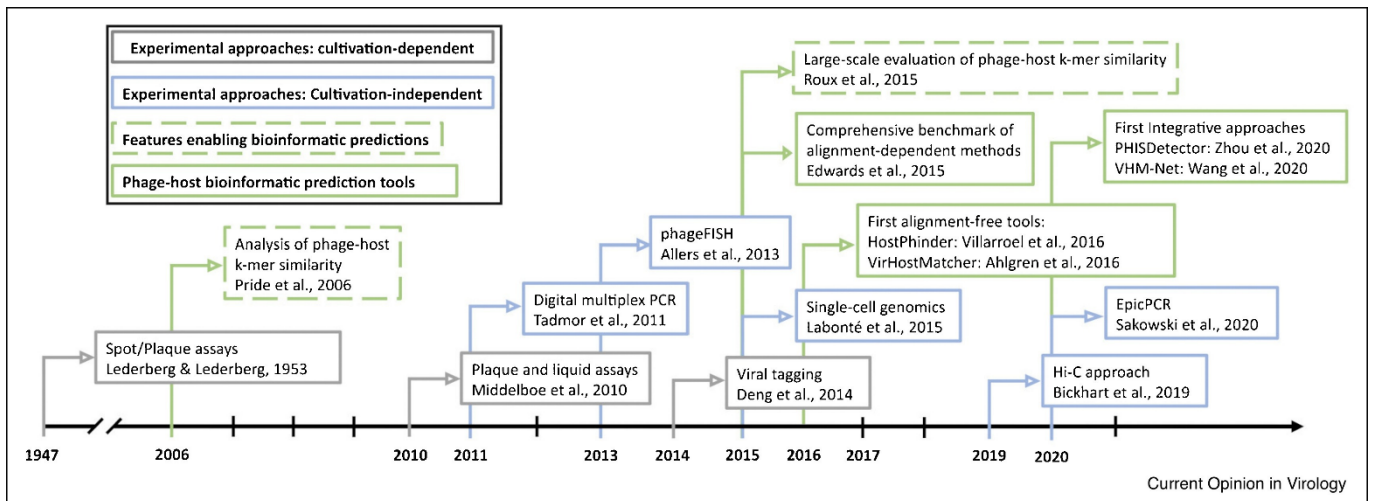 Experimental approaches: cultivation-dependent
Experimental approaches: Cultivation-independent
Features enabling bioinformatic predictions
Phage-host bioinformatic prediction tools
Large-scale evaluation of phage-host k-mer similarity
Roux et al., 2015
Comprehensive benchmark of
alignment-dependent methods
Edwards et al., 2015
First Integrative approaches
PHISDetector: Zhou et al., 2020
VHM-Net: Wang et al., 2020
Analysis of phage-host
k-mer similarity
Pride et al., 2006
phageFISH
Allers et al., 2013
First alignment-free tools:
HostPhinder: Villarroel et al., 2016
VirHostMatcher: Ahlgren et al., 2016
Digital multiplex PCR
Tadmor et al., 2011
Single-cell genomics
Labonté et al., 2015
EpicPCR
Sakowski et al., 2020
Spot/Plaque assays
Lederberg & Lederberg, 1953
Plaque and liquid assays
Middelboe et al., 2010
Viral tagging
Deng et al., 2014
Hi-C approach
Bickhart et al., 2019
1947 2006 2010 2011 2013 2014 2015 2016 2017 2019 2020
Current Opinion in Virology